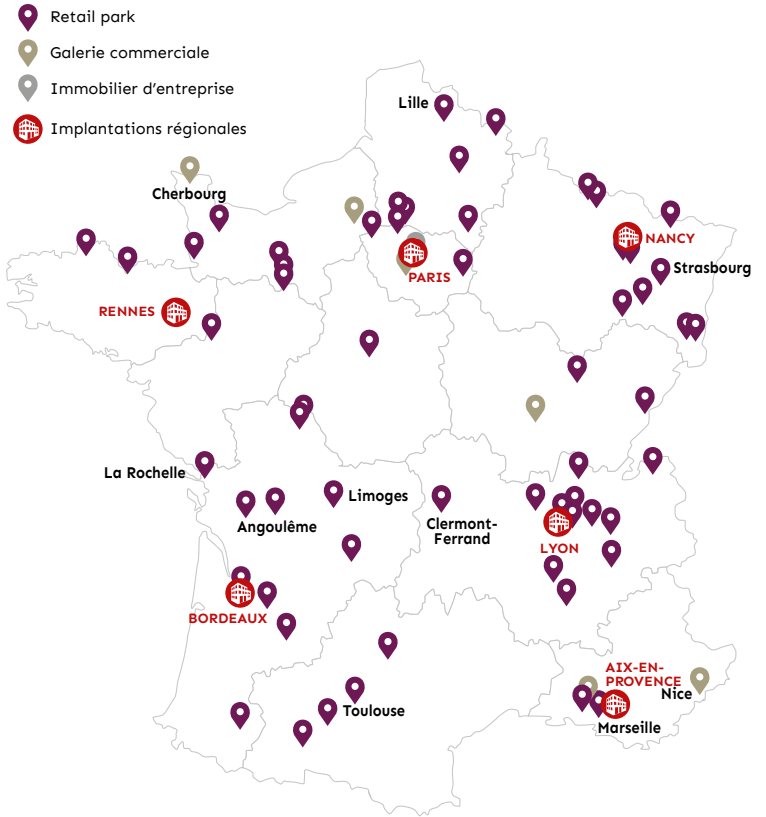 Retail park
Galerie commerciale
Immobilier d’entreprise
Implantations régionales
Lille
Cherbourg
NANCY
Strasbourg
PARIS
RENNES
La Rochelle
Limoges
Angoulême
Clermont-
Ferrand
LYON
BORDEAUX
AIX-EN-
PROVENCE
Nice
Toulouse
Marseille